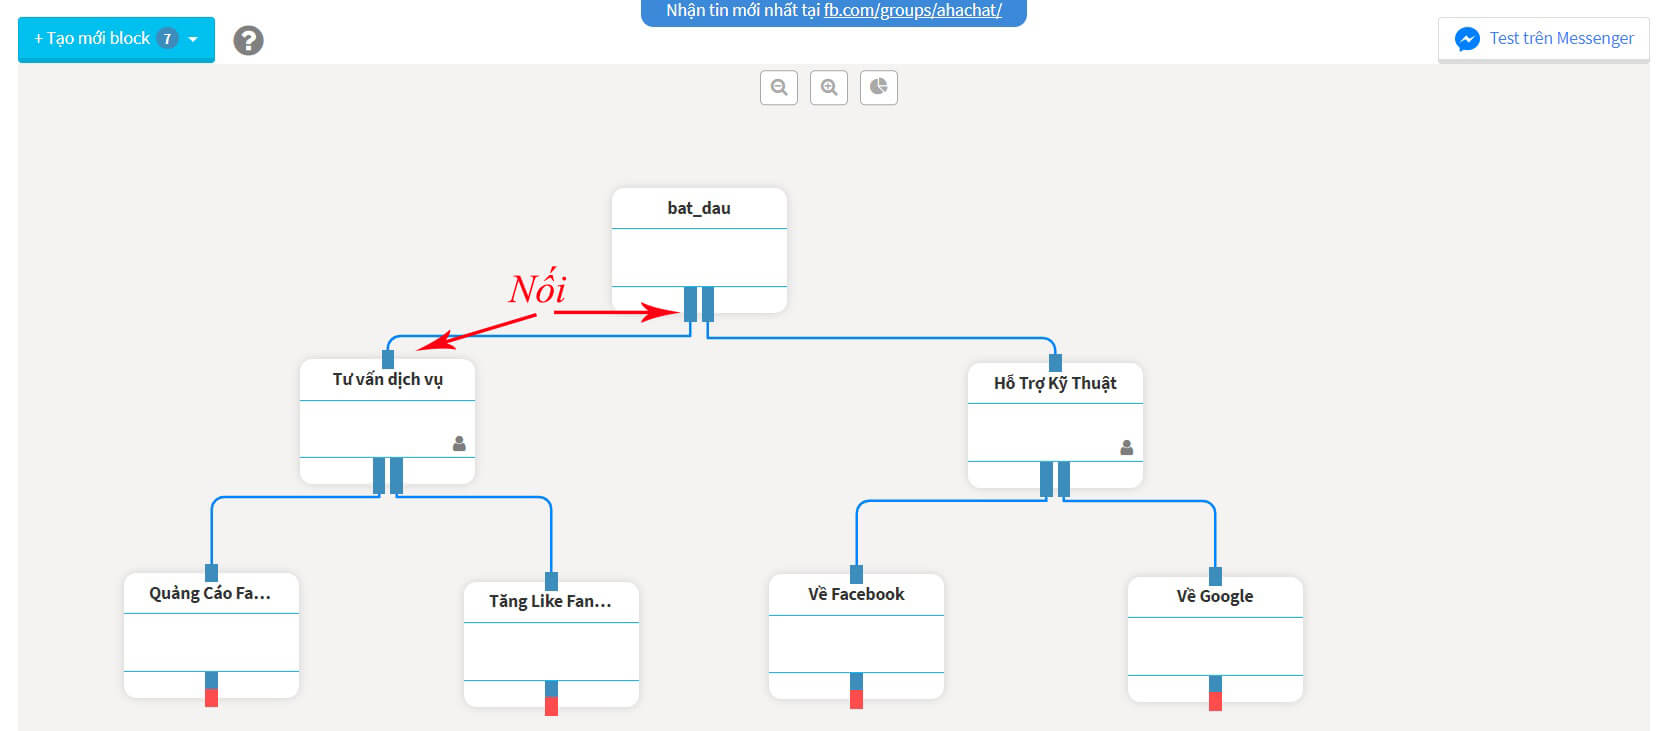 Nhận tin mới nhất tại fb.com/groups/ahachat/
+ Tạo mới block 7
?
Test trên Messenger
bat_dau
Nối
Tư vấn dịch vụ
Hỗ Trợ Kỹ Thuật
Quảng Cáo Fa...
Tăng Like Fan...
Về Facebook
Về Google